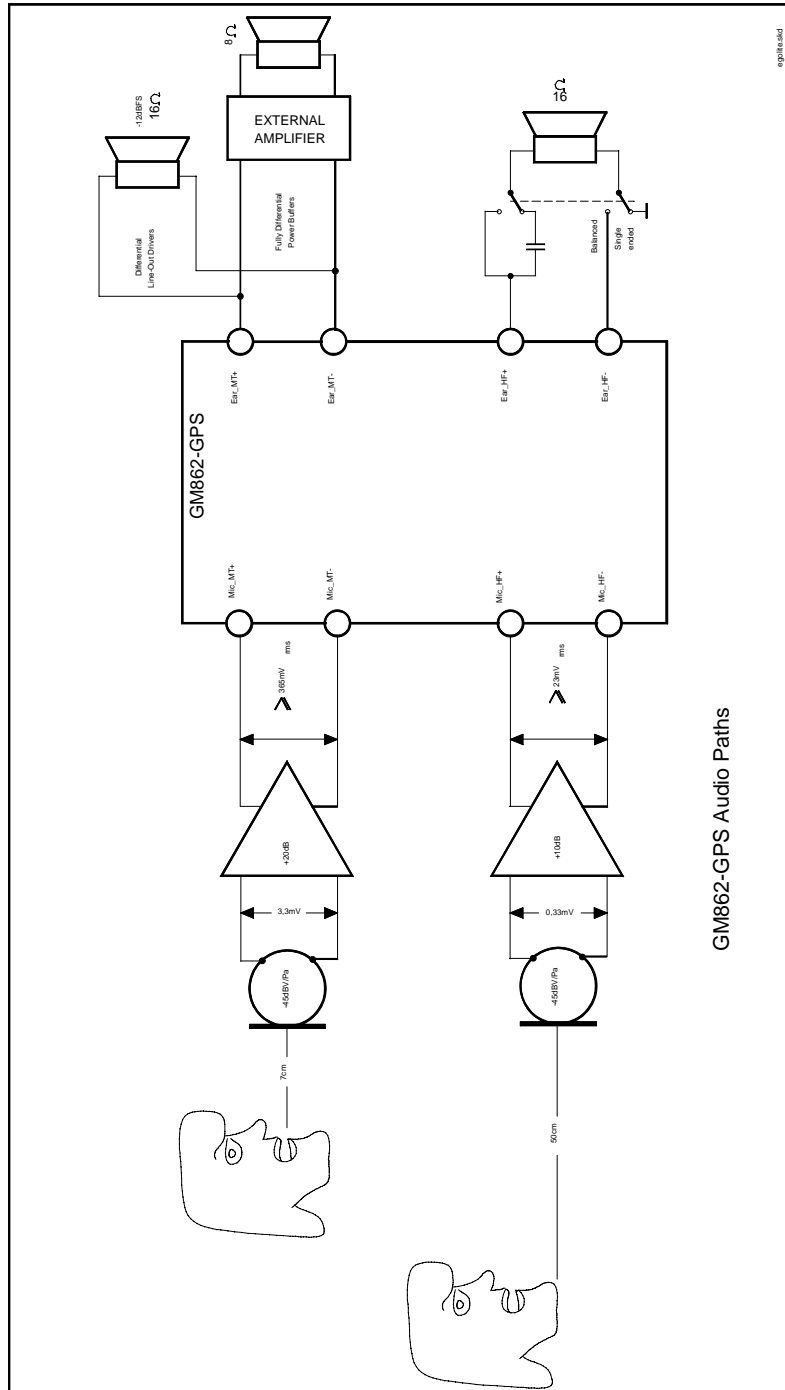 egolite.skd
8Ω
-12dBFS
16Ω
EXTERNAL
AMPLIFIER
Ω
16
Differential
Line-Out Drivers
Fully Differential
Power Buffers
Balanced
Single
ended
Ear_MT+
Ear_MT-
Ear_HF+
Ear_HF-
GM862-GPS
Mic_MT+
Mic_MT-
Mic_HF+
Mic_HF-
365mV rms
23mV rms
+20dB
+10dB
3,3mV
0,33mV
-45dBV/Pa
-45dBV/Pa
7cm
50cm
GM862-GPS Audio Paths